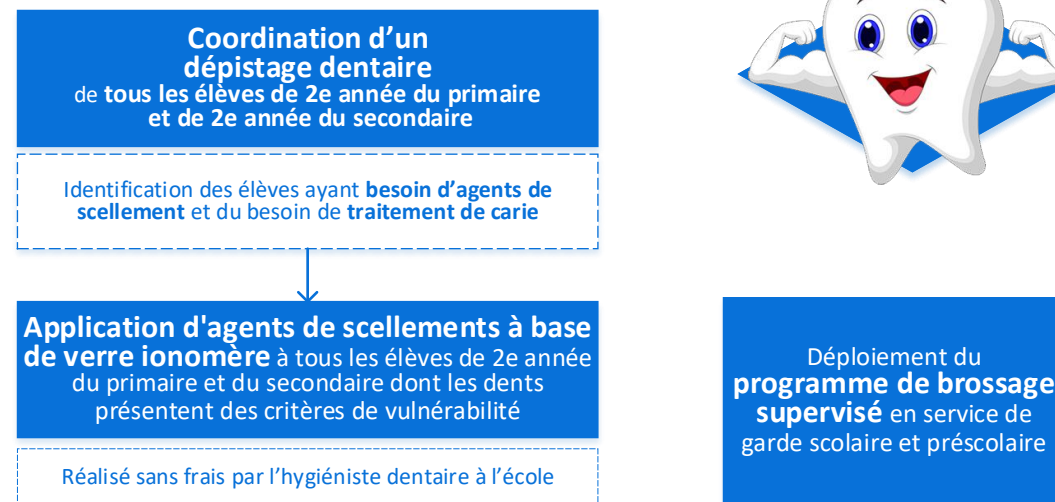 Coordination d’un
dépistage dentaire
de tous les élèves de 2e année du primaire
et de 2e année du secondaire
Identification des élèves ayant besoin d’agents de
scellement et du besoin de traitement de carie
Application d'agents de scellements à base
de verre ionomère à tous les élèves de 2e année
du primaire et du secondaire dont les dents
présentent des critères de vulnérabilité
Réalisé sans frais par l’hygiéniste dentaire à l’école
Déploiement du
programme de brossage
supervisé en service de
garde scolaire et préscolaire